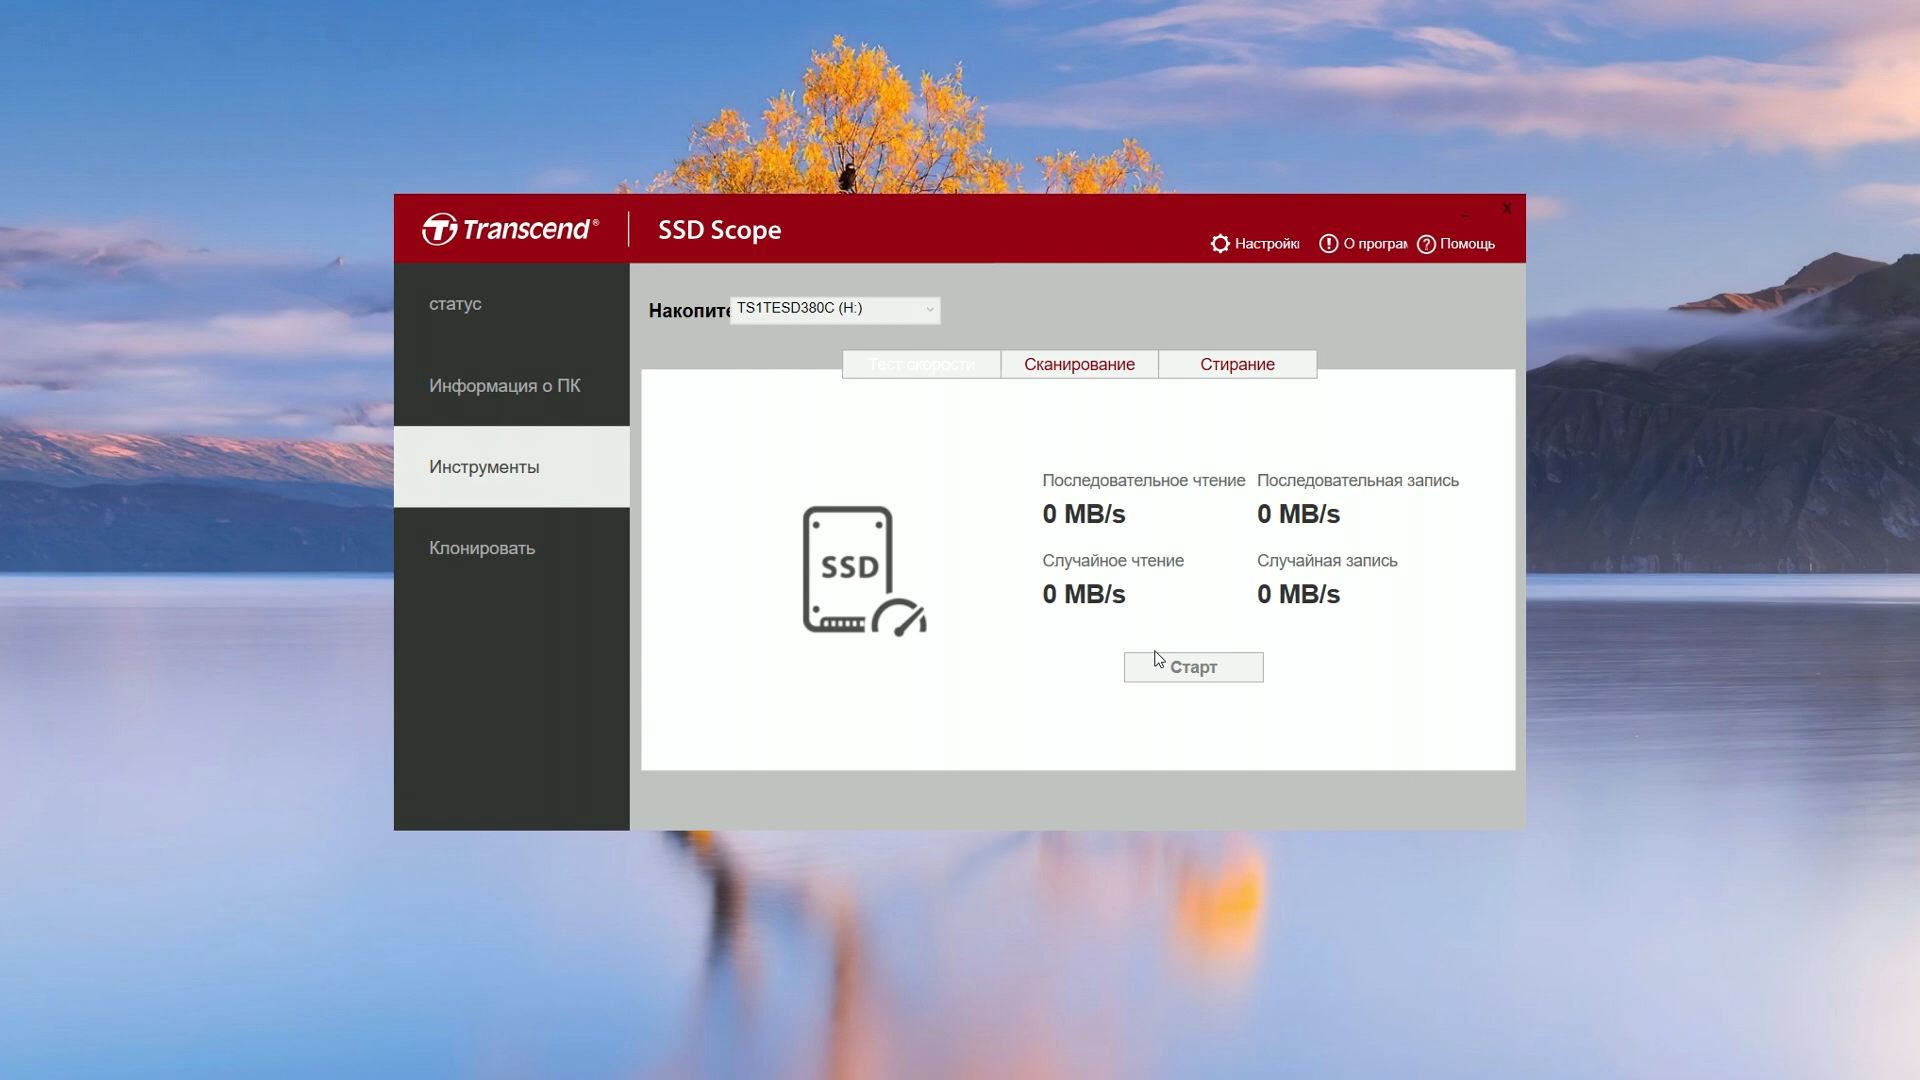 Transcend®
SSD Scope
_ X
Настройк
О програм
Помощь
статус
Информация о ПК
Инструменты
Клонировать
Накопите
TS1TESD380C (H:)
Тест скорости
Сканирование
Стирание
SSD
Последовательное чтение
Последовательная запись
0 MB/s
0 MB/s
Случайное чтение
Случайная запись
0 MB/s
0 MB/s
Старт